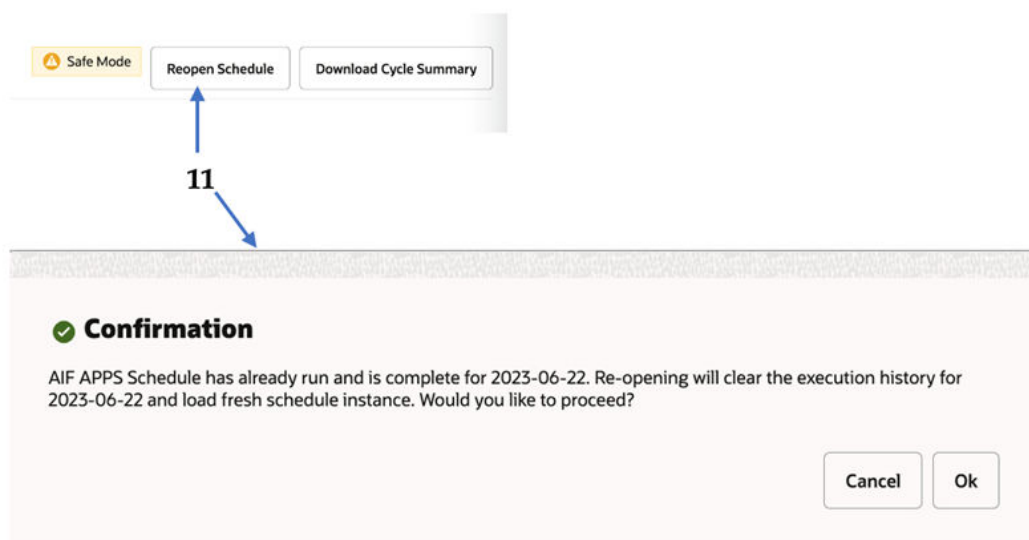 Safe Mode
Reopen Schedule
Download Cycle Summary
11
Confirmation
AIF APPS Schedule has already run and is complete for 2023-06-22. Re-opening will clear the execution history for
2023-06-22 and load fresh schedule instance. Would you like to proceed?
Cancel
Ok